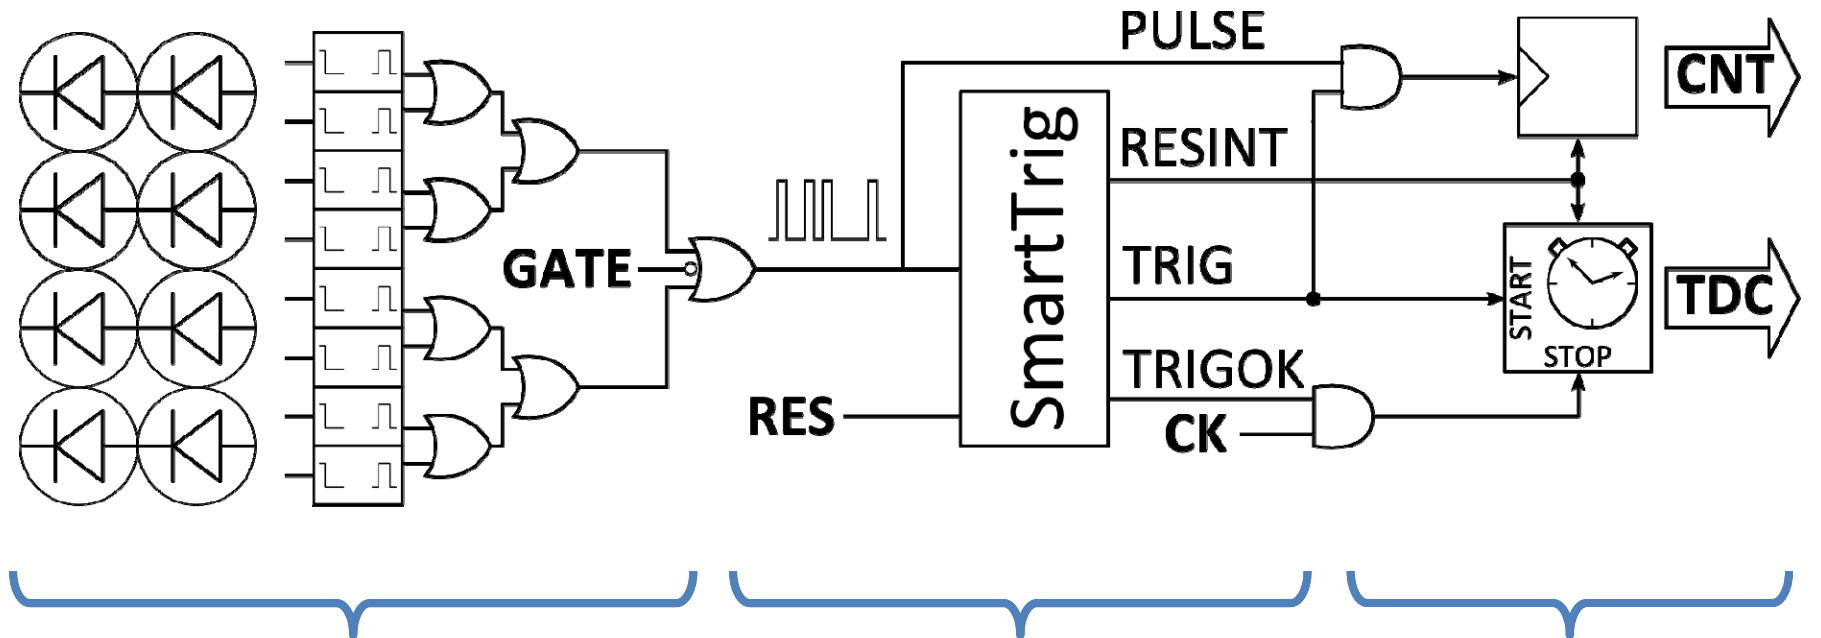 PULSE
CNT
SmartTrig
RESINT
GATE
TRIG
START
STOP
TDC
TRIGOK
RES
CK